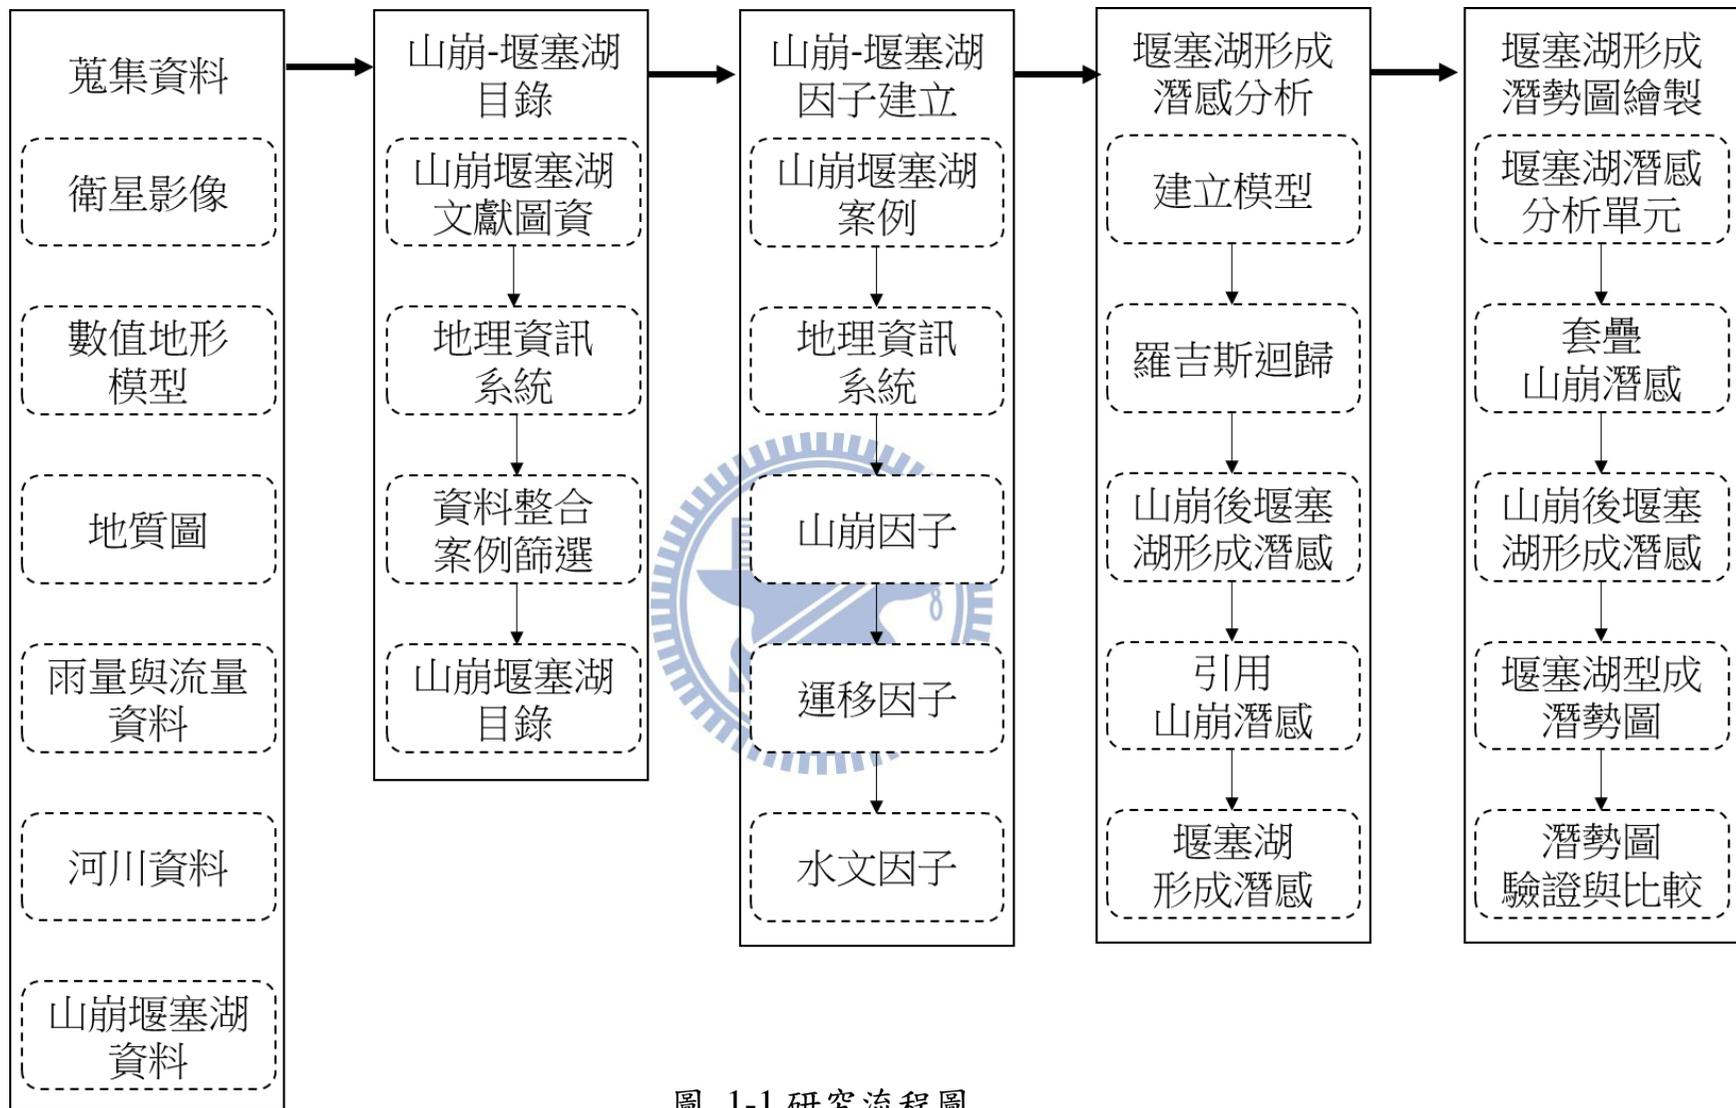 蒐集資料
衛星影像
數值地形
模型
地質圖
雨量與流量
資料
河川資料
山崩堰塞湖
資料
山崩-堰塞湖
目錄
山崩堰塞湖
文獻圖資
地理資訊
系統
資料整合
案例篩選
山崩堰塞湖
目錄
山崩-堰塞湖
因子建立
山崩堰塞湖
案例
地理資訊
系統
山崩因子
運移因子
水文因子
堰塞湖形成
潛感分析
建立模型
羅吉斯迴歸
山崩後堰塞
湖形成潛感
引用
山崩潛感
堰塞湖
形成潛感
堰塞湖形成
潛勢圖繪製
堰塞湖潛感
分析單元
套疊
山崩潛感
山崩後堰塞
湖形成潛感
堰塞湖型成
潛勢圖
潛勢圖
驗證與比較
8
圖 1-1 研究流程圖